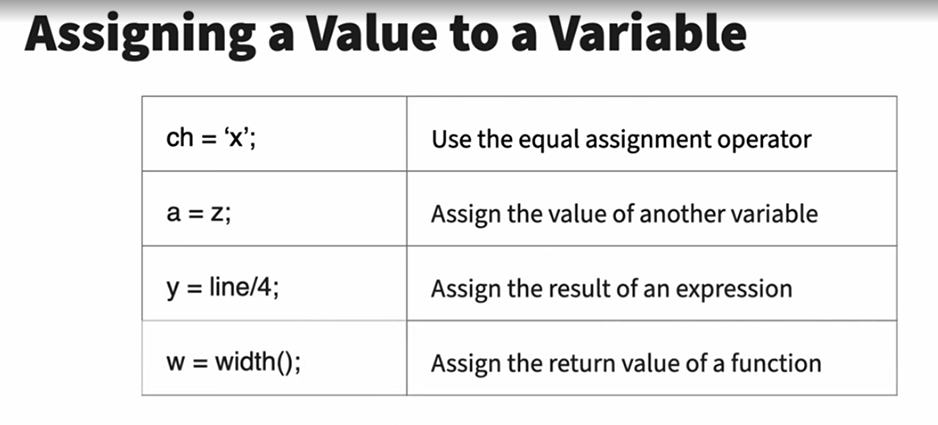 Assigning a Value to a Variable
ch = ‘x’;
Use the equal assignment operator
a = z;
Assign the value of another variable
y = line/4;
Assign the result of an expression
w = width();
Assign the return value of a function